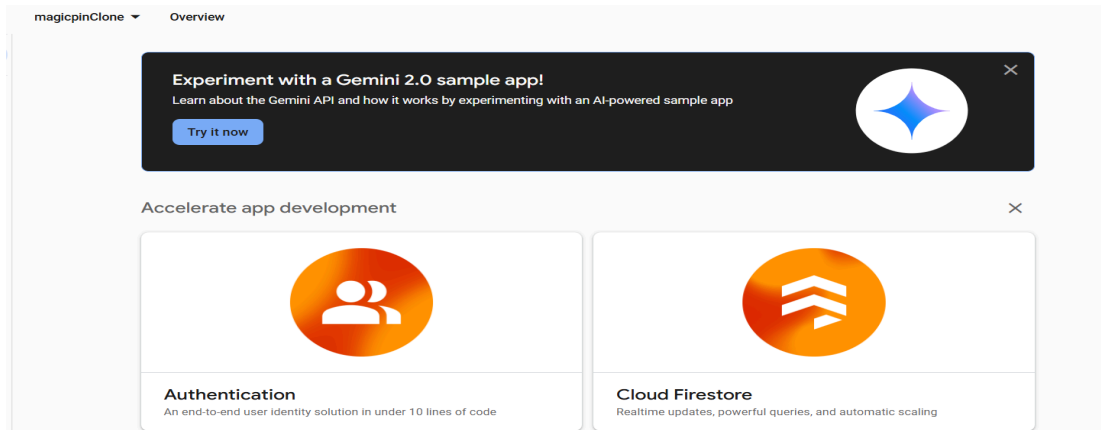 magicpinClone Overview
Experiment with a Gemini 2.0 sample app!
Learn about the Gemini API and how it works by experimenting with an AI-powered sample app
Try it now
Accelerate app development
Authentication
An end-to-end user identity solution in under 10 lines of code
Cloud Firestore
Realtime updates, powerful queries, and automatic scaling